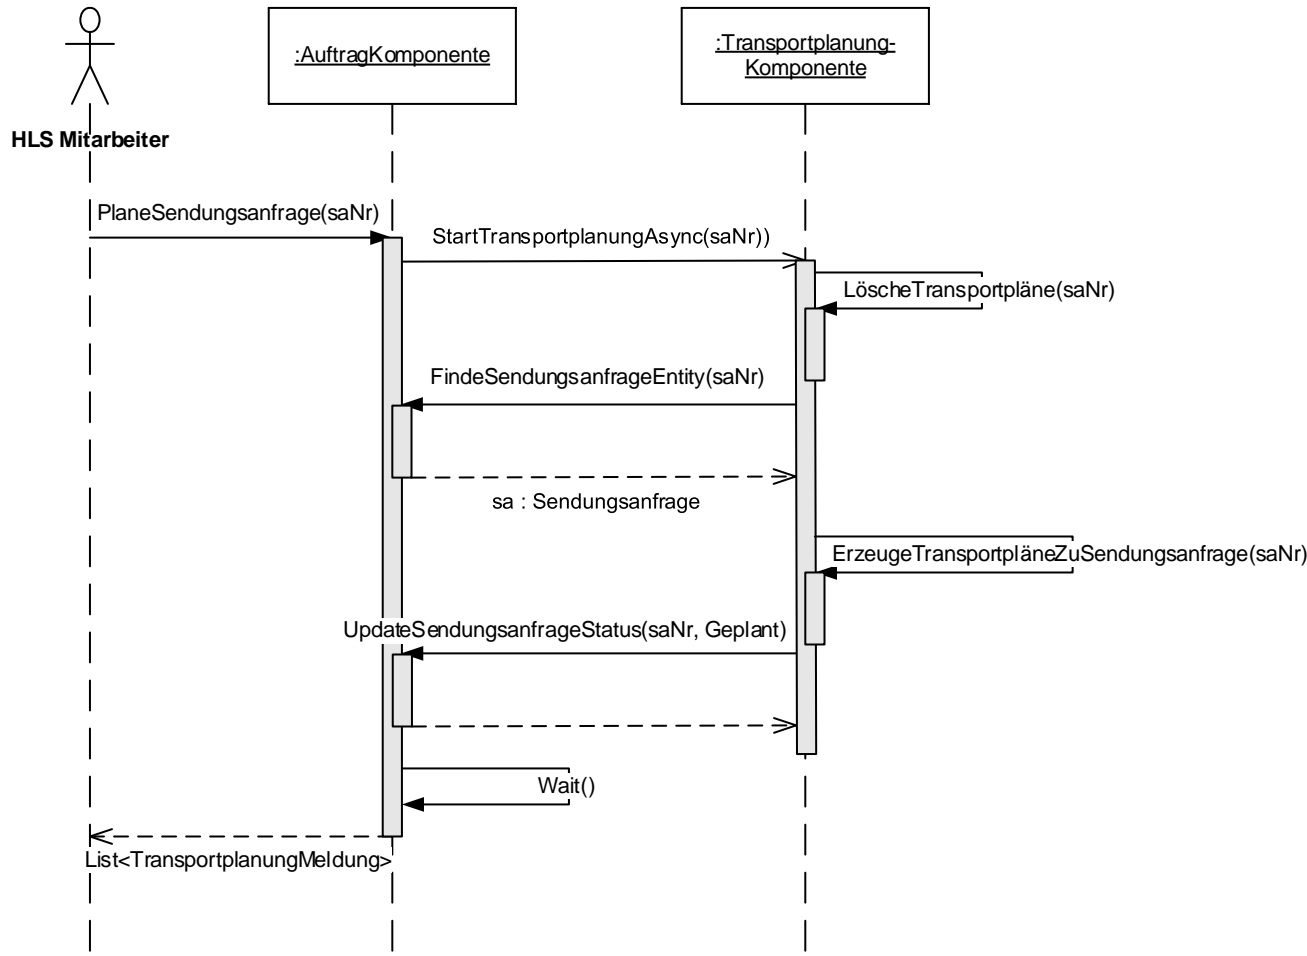 :AuftragKomponente
:Transportplanung-
Komponente
HLS Mitarbeiter
PlaneSendungsanfrage(saNr)
StartTransportplanungAsync(saNr))
LöscheTransportpläne(saNr)
FindeSendungsanfrageEntity(saNr)
sa : Sendungsanfrage
ErzeugeTransportpläneZuSendungsanfrage(saNr)
UpdateSendungsanfrageStatus(saNr, Geplant)
Wait()
List<TransportplanungMeldung>